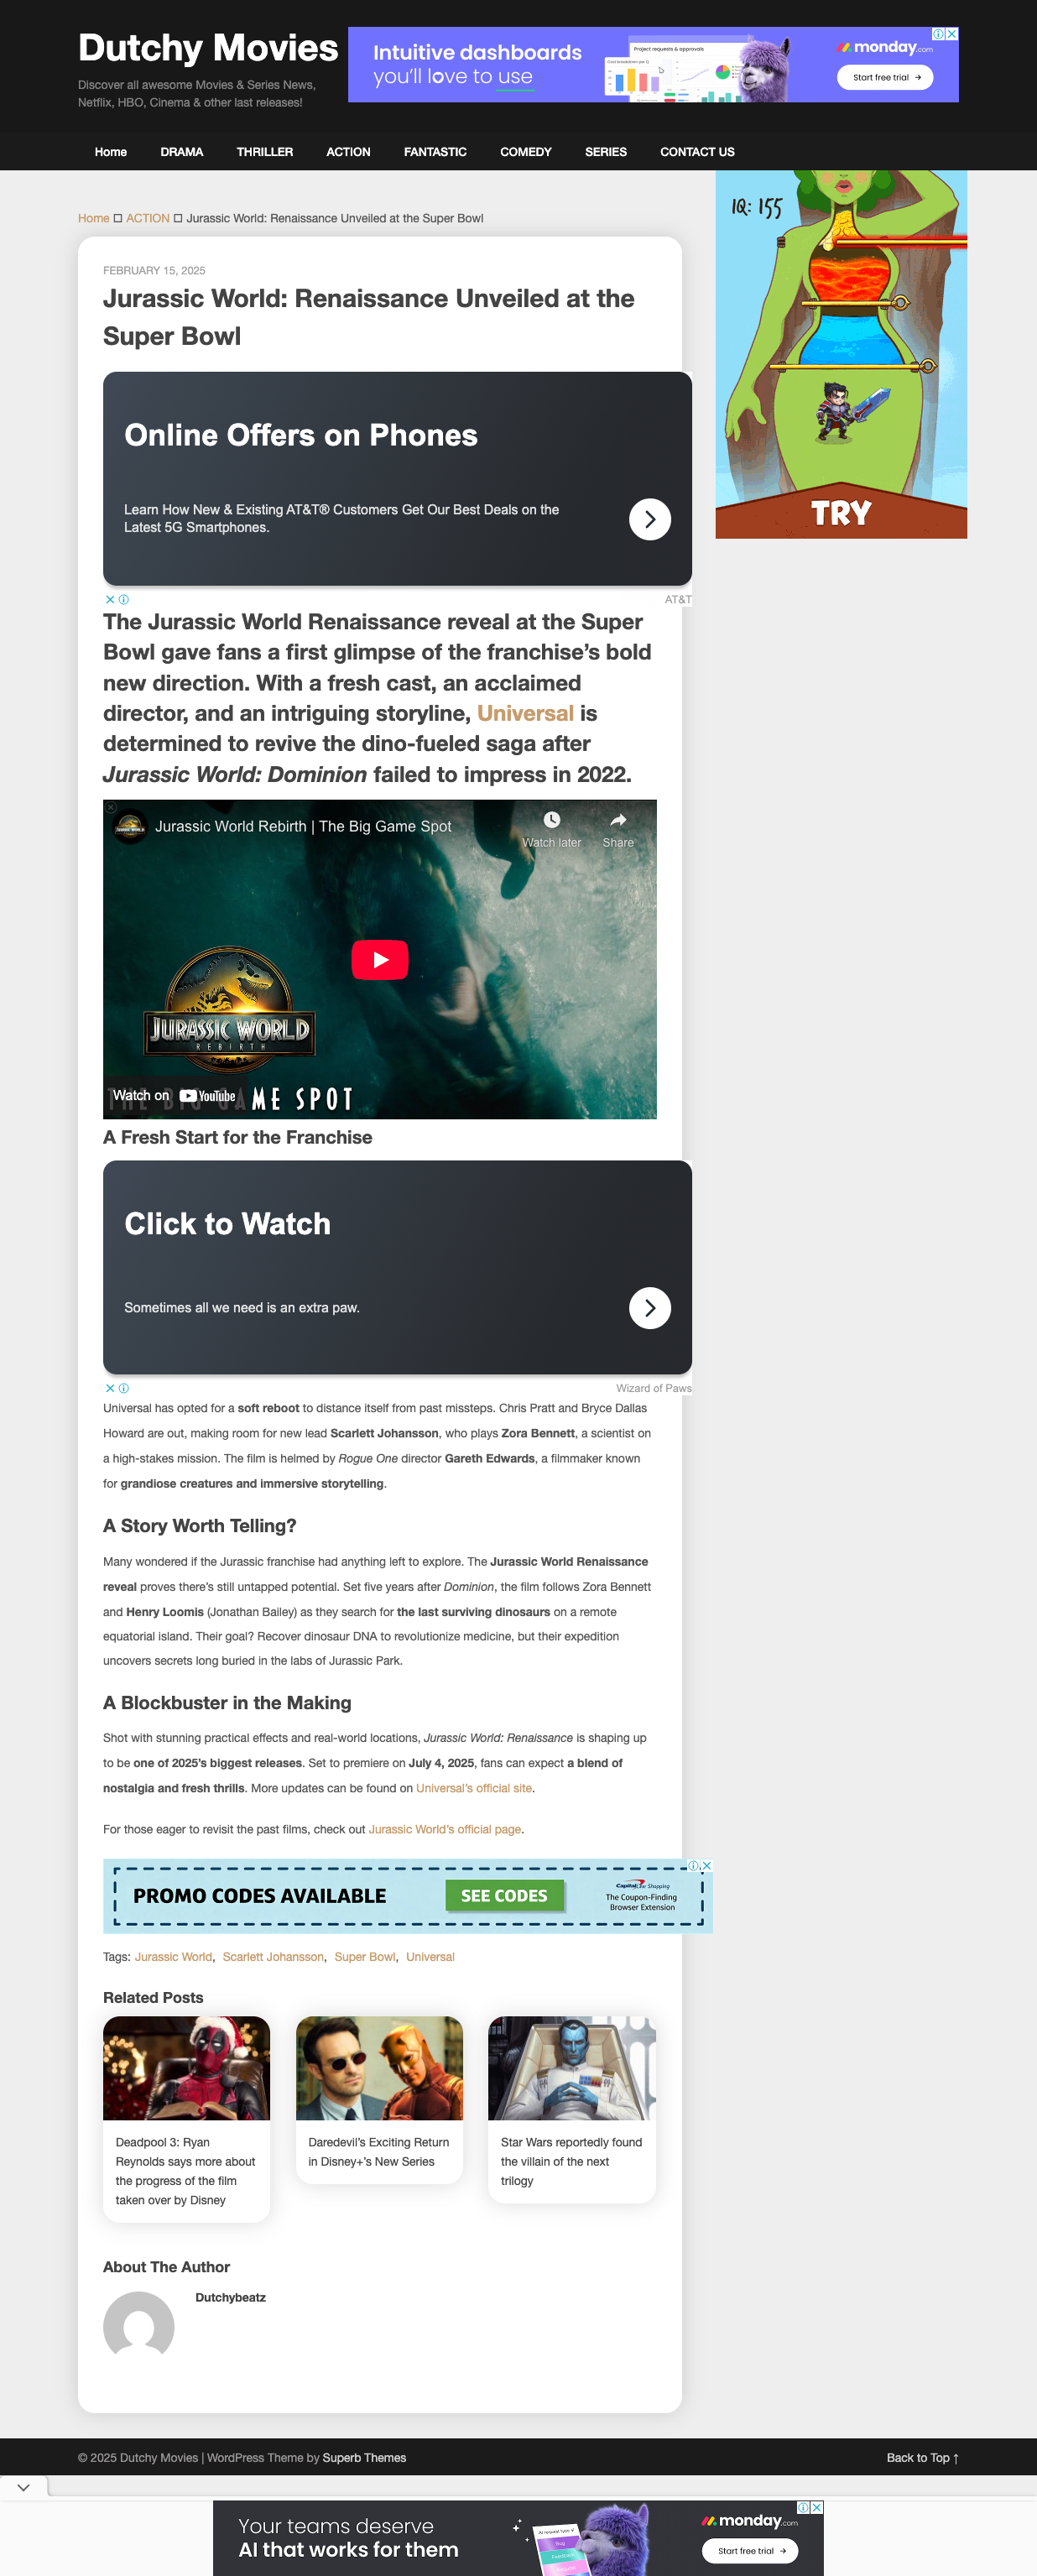 Dutchy Movies
Discover all awesome Movies & Series News,
Netflix, HBO, Cinema & other last releases!
Intuitive dashboards
you'll love to use
Project requests & approvals
monday.com
Start free trial →
Home DRAMA THRILLER ACTION FANTASTIC COMEDY SERIES CONTACT US
IQ: 155
TRY
Home ☐ ACTION ☐ Jurassic World: Renaissance Unveiled at the Super Bowl
FEBRUARY 15, 2025
Jurassic World: Renaissance Unveiled at the
Super Bowl
Online Offers on Phones
Learn How New & Existing AT&T® Customers Get Our Best Deals on the
Latest 5G Smartphones.
AT&T
The Jurassic World Renaissance reveal at the Super
Bowl gave fans a first glimpse of the franchise's bold
new direction. With a fresh cast, an acclaimed
director, and an intriguing storyline, Universal is
determined to revive the dino-fueled saga after
Jurassic World: Dominion failed to impress in 2022.
Jurassic World Rebirth | The Big Game Spot
Watch later Share
JURASSIC WORLD
REBIRTH
THE BIG GAME SPOT
Watch on YouTube
A Fresh Start for the Franchise
Click to Watch
Sometimes all we need is an extra paw.
Wizard of Paws
Universal has opted for a soft reboot to distance itself from past missteps. Chris Pratt and Bryce Dallas
Howard are out, making room for new lead Scarlett Johansson, who plays Zora Bennett, a scientist on
a high-stakes mission. The film is helmed by Rogue One director Gareth Edwards, a filmmaker known
for grandiose creatures and immersive storytelling.
A Story Worth Telling?
Many wondered if the Jurassic franchise had anything left to explore. The Jurassic World Renaissance
reveal proves there's still untapped potential. Set five years after Dominion, the film follows Zora Bennett
and Henry Loomis (Jonathan Bailey) as they search for the last surviving dinosaurs on a remote
equatorial island. Their goal? Recover dinosaur DNA to revolutionize medicine, but their expedition
uncovers secrets long buried in the labs of Jurassic Park.
A Blockbuster in the Making
Shot with stunning practical effects and real-world locations, Jurassic World: Renaissance is shaping up
to be one of 2025's biggest releases. Set to premiere on July 4, 2025, fans can expect a blend of
nostalgia and fresh thrills. More updates can be found on Universal's official site.
For those eager to revisit the past films, check out Jurassic World's official page.
PROMO CODES AVAILABLE
SEE CODES
Capital One Shopping
The Coupon-Finding
Browser Extension
Tags: Jurassic World, Scarlett Johansson, Super Bowl, Universal
Related Posts
Deadpool 3: Ryan
Reynolds says more about
the progress of the film
taken over by Disney
Daredevil's Exciting Return
in Disney+'s New Series
Star Wars reportedly found
the villain of the next
trilogy
About The Author
Dutchybeatz
© 2025 Dutchy Movies | WordPress Theme by Superb Themes
Back to Top ↑
Your teams deserve
AI that works for them
monday.com
Start free trial →